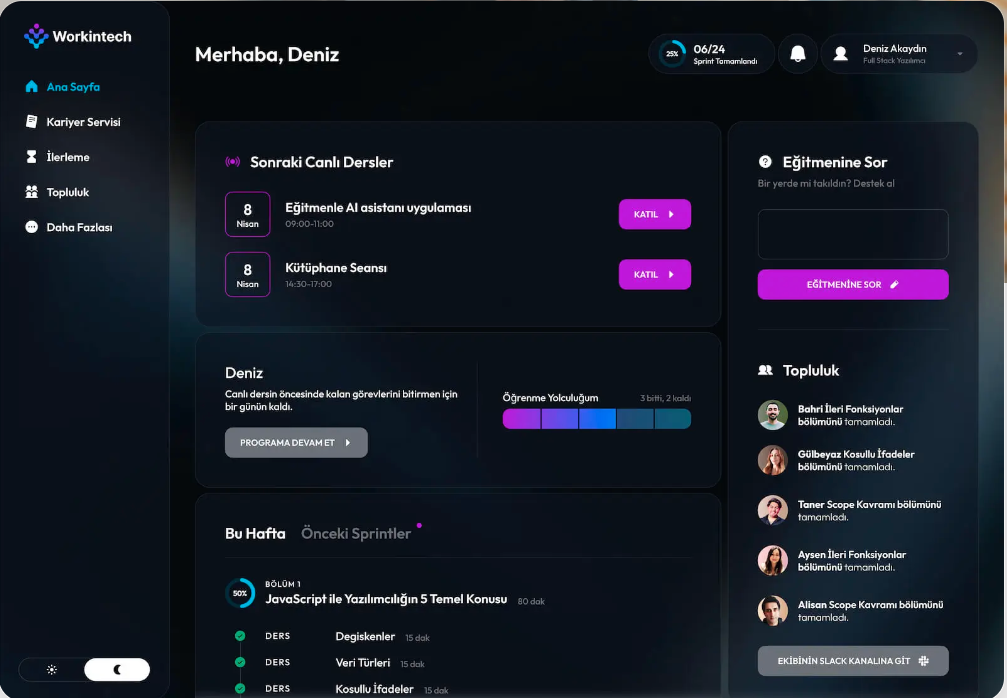 Workintech
Ana Sayfa
Kariyer Servisi
İlerleme
Topluluk
Daha Fazlası
Merhaba, Deniz
25%
06/24
Sprint Tamamlandı
Deniz Akaydın
Full Stack Yazılıma
Sonraki Canlı Dersler
8
Nisan
Eğitmenle AI asistanı uygulaması
09:00-11:00
KATIL
8
Nisan
Kütüphane Seansı
14:30-17:00
KATIL
Deniz
Canlı dersin öncesinde kalan görevlerini bitirmen için
bir günün kaldı.
PROGRAMA DEVAM ET
Öğrenme Yolculuğum
3 bitti, 2 kaldı
Bu Hafta
Önceki Sprintler
50%
BÖLÜM 1
JavaScript ile Yazılımcılığın 5 Temel Konusu
80 dak
DERS
Degiskenler
15 dak
DERS
Veri Türleri
15 dak
DERS
Kosullu İfadeler
15 dak
Eğitmenine Sor
Bir yerde mi takıldın? Destek al
EĞİTMENİNE SOR
Topluluk
Bahri İleri Fonksiyonlar
bölümünü tamamladı.
Gülbeyaz Kosullu İfadeler
bölümünü tamamladı.
Taner Scope Kavramı bölümünü
tamamladı.
Aysen İleri Fonksiyonlar
bölümünü tamamladı.
Alisan Scope Kavramı bölümünü
tamamladı.
EKİBİNİN SLACK KANALINA GİT